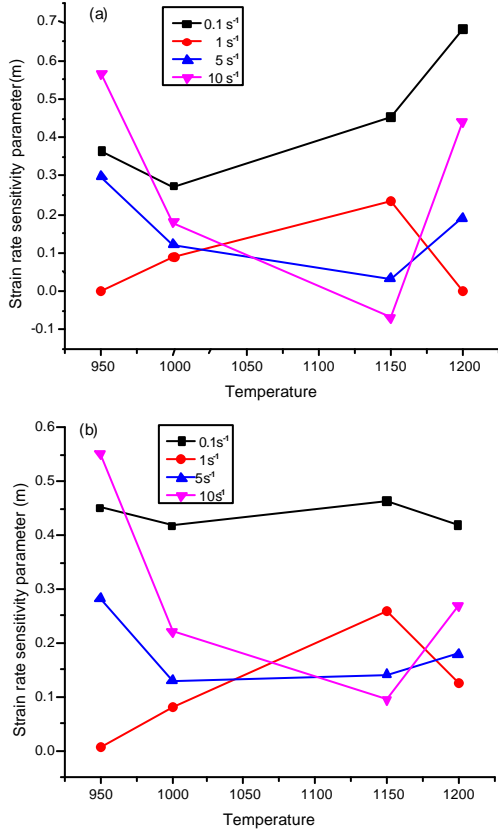 (a)
0.1 s⁻¹
1 s⁻¹
5 s⁻¹
10 s⁻¹
Strain rate sensitivity parameter(m)
0.7
0.6
0.5
0.4
0.3
0.2
0.1
0.0
-0.1
950 1000 1050 1100 1150 1200
Temperature
(b)
0.1s⁻¹
1s⁻¹
5s⁻¹
10s⁻¹
Strain rate sensitivity parameter (m)
0.6
0.5
0.4
0.3
0.2
0.1
0.0
950 1000 1050 1100 1150 1200
Temperature